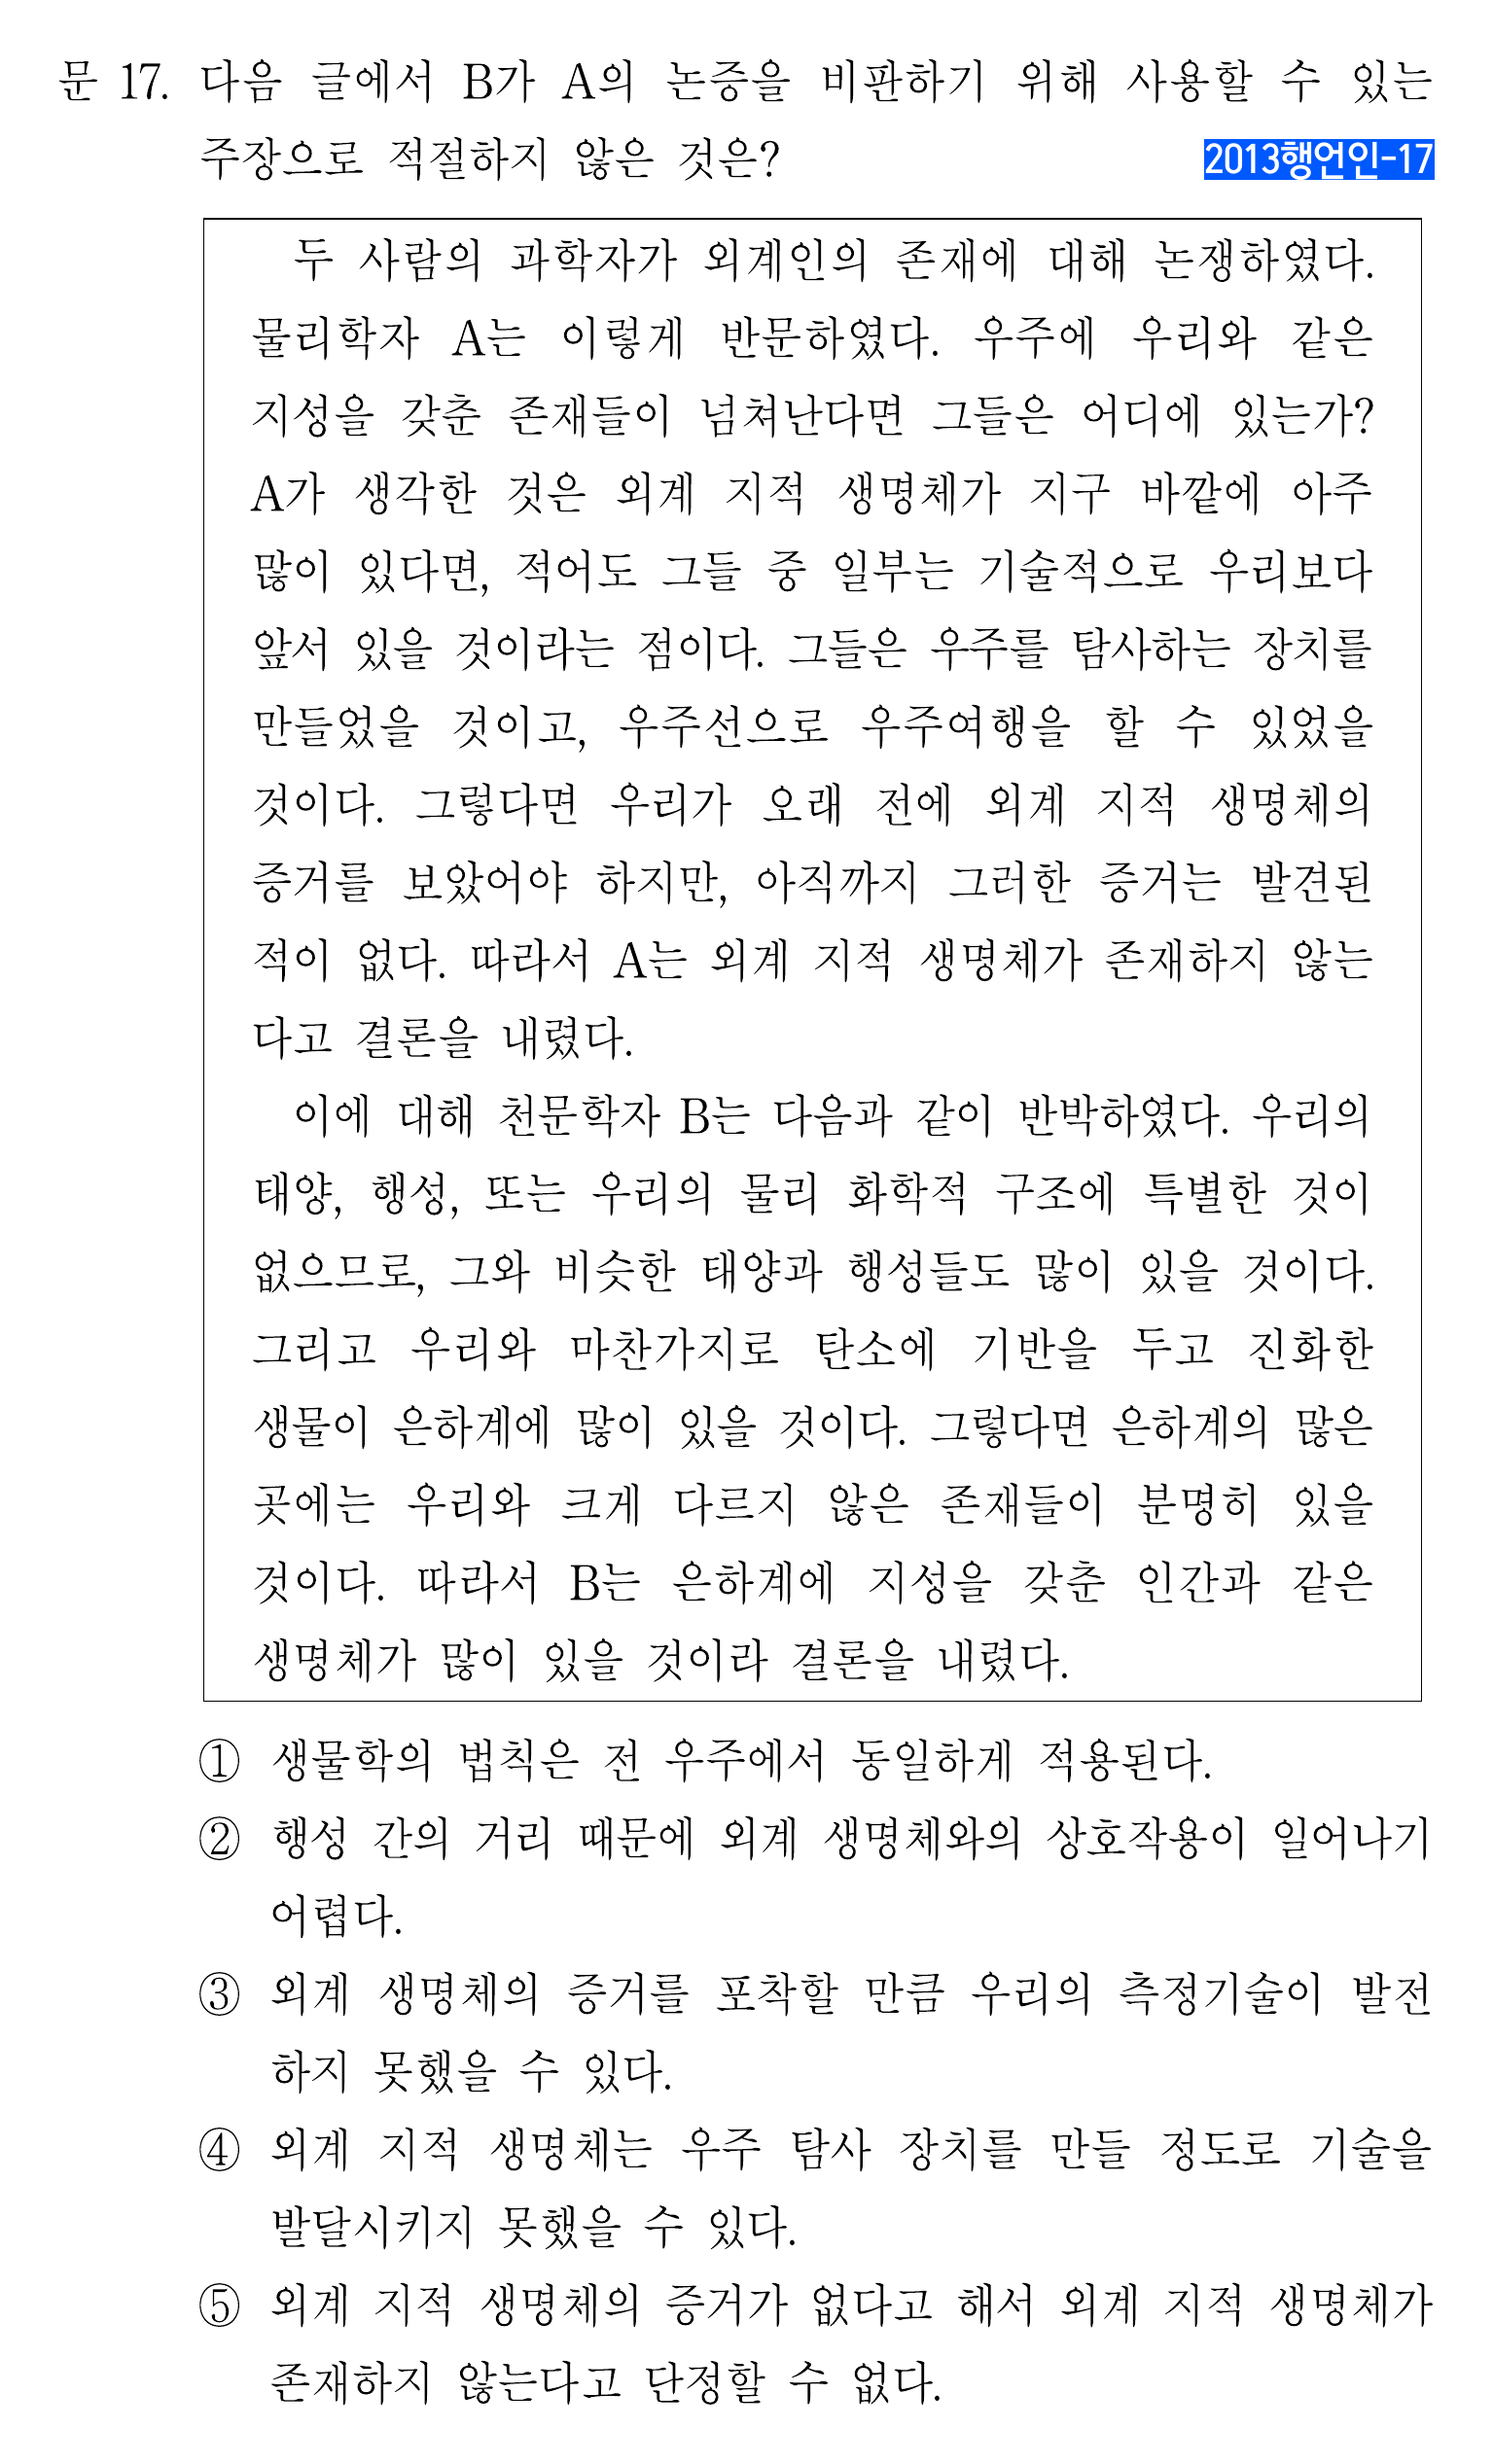 문 17. 다음 글에서 B가 A의 논증을 비판하기 위해 사용할 수 있는
주장으로 적절하지 않은 것은?
2013행언인-17
두 사람의 과학자가 외계인의 존재에 대해 논쟁하였다.
물리학자 A는 이렇게 반문하였다. 우주에 우리와 같은
지성을 갖춘 존재들이 넘쳐난다면 그들은 어디에 있는가?
A가 생각한 것은 외계 지적 생명체가 지구 바깥에 아주
많이 있다면, 적어도 그들 중 일부는 기술적으로 우리보다
앞서 있을 것이라는 점이다. 그들은 우주를 탐사하는 장치를
만들었을 것이고, 우주선으로 우주여행을 할 수 있었을
것이다. 그렇다면 우리가 오래 전에 외계 지적 생명체의
증거를 보았어야 하지만, 아직까지 그러한 증거는 발견된
적이 없다. 따라서 A는 외계 지적 생명체가 존재하지 않는
다고 결론을 내렸다.
이에 대해 천문학자 B는 다음과 같이 반박하였다. 우리의
태양, 행성, 또는 우리의 물리 화학적 구조에 특별한 것이
없으므로, 그와 비슷한 태양과 행성들도 많이 있을 것이다.
그리고 우리와 마찬가지로 탄소에 기반을 두고 진화한
생물이 은하계에 많이 있을 것이다. 그렇다면 은하계의 많은
곳에는 우리와 크게 다르지 않은 존재들이 분명히 있을
것이다. 따라서 B는 은하계에 지성을 갖춘 인간과 같은
생명체가 많이 있을 것이라 결론을 내렸다.
① 생물학의 법칙은 전 우주에서 동일하게 적용된다.
② 행성 간의 거리 때문에 외계 생명체와의 상호작용이 일어나기
어렵다.
③ 외계 생명체의 증거를 포착할 만큼 우리의 측정기술이 발전
하지 못했을 수 있다.
④ 외계 지적 생명체는 우주 탐사 장치를 만들 정도로 기술을
발달시키지 못했을 수 있다.
⑤ 외계 지적 생명체의 증거가 없다고 해서 외계 지적 생명체가
존재하지 않는다고 단정할 수 없다.